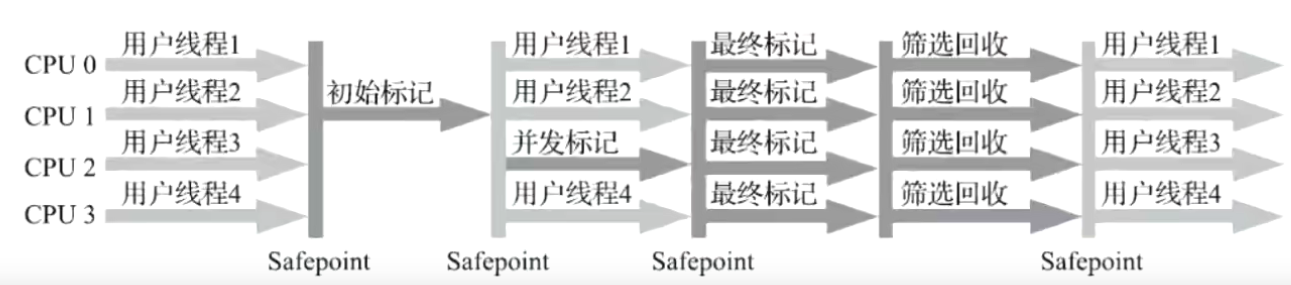 CPU 0 用户线程1 用户线程1 最终标记 筛选回收 用户线程1
CPU 1 用户线程2 初始标记 用户线程2 最终标记 筛选回收 用户线程2
CPU 2 用户线程3 并发标记 最终标记 筛选回收 用户线程3
CPU 3 用户线程4 用户线程4 最终标记 筛选回收 用户线程4
Safepoint Safepoint Safepoint Safepoint